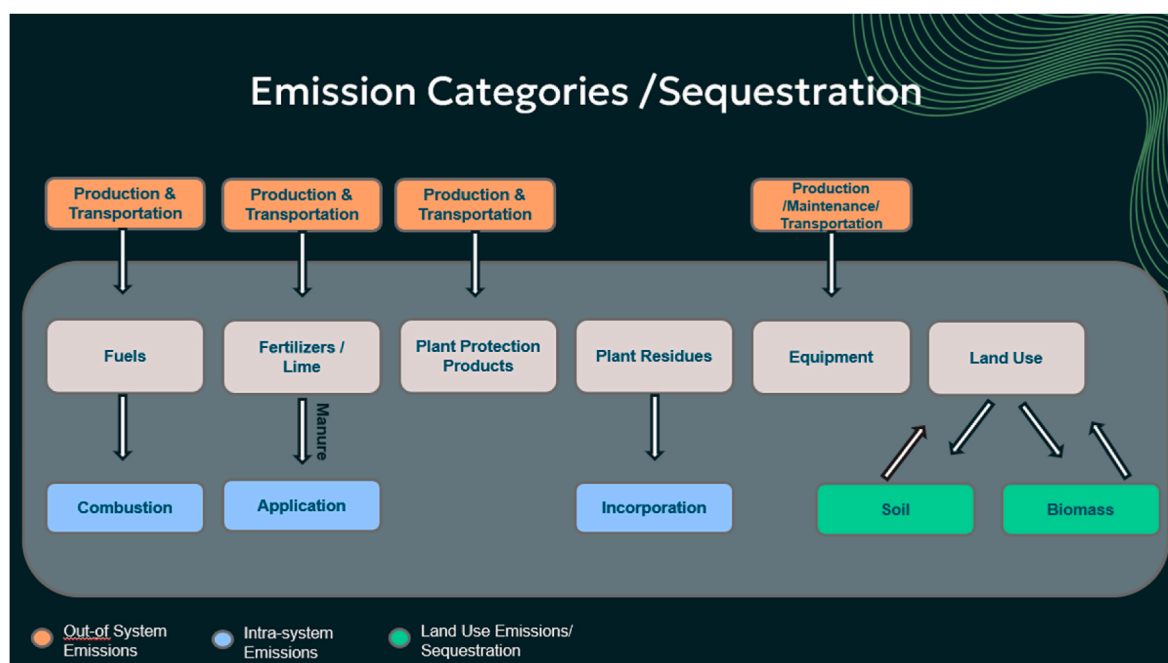 Emission Categories /Sequestration
Production &
Transportation
Production &
Transportation
Production &
Transportation
Production
/Maintenance/
Transportation
Fuels
Fertilizers /
Lime
Plant Protection
Products
Plant Residues
Equipment
Land Use
Manure
Combustion
Application
Incorporation
Soil
Biomass
Out-of System
Emissions
Intra-system
Emissions
Land Use Emissions/
Sequestration